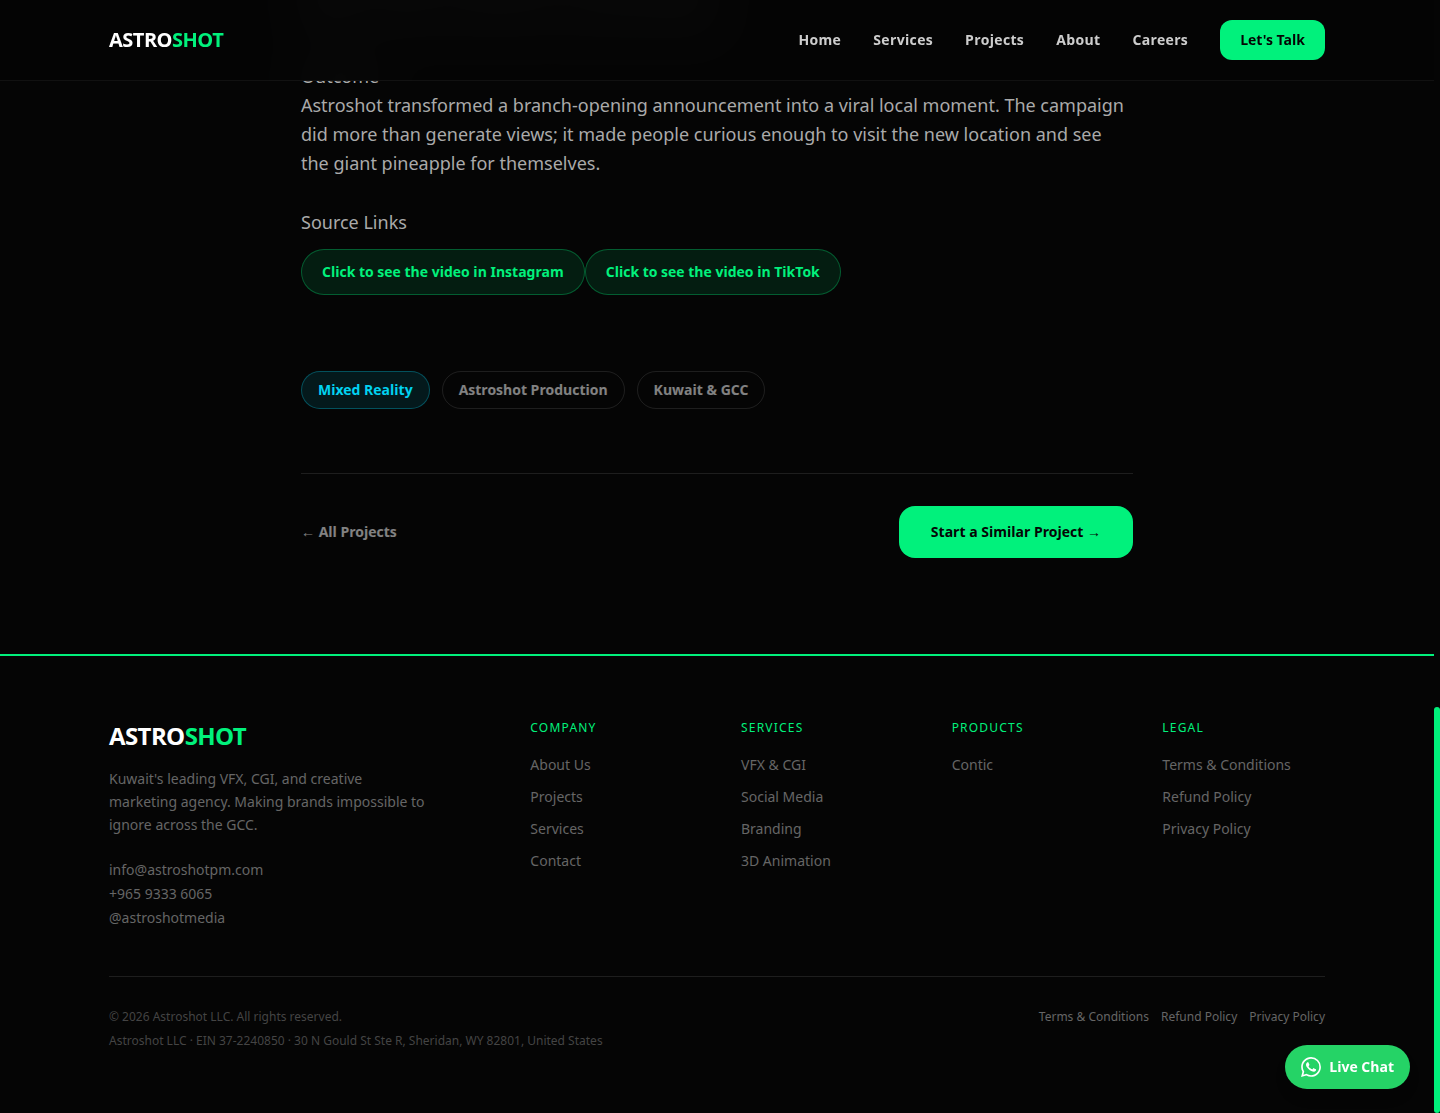 ASTROSHOT
Home Services Projects About Careers Let's Talk
Outcome
Astroshot transformed a branch-opening announcement into a viral local moment. The campaign
did more than generate views; it made people curious enough to visit the new location and see
the giant pineapple for themselves.
Source Links
Click to see the video in Instagram Click to see the video in TikTok
Mixed Reality Astroshot Production Kuwait & GCC
← All Projects Start a Similar Project →
ASTROSHOT
Kuwait's leading VFX, CGI, and creative
marketing agency. Making brands impossible to
ignore across the GCC.
info@astroshotpm.com
+965 9333 6065
@astroshotmedia
COMPANY
About Us
Projects
Services
Contact
SERVICES
VFX & CGI
Social Media
Branding
3D Animation
PRODUCTS
Contic
LEGAL
Terms & Conditions
Refund Policy
Privacy Policy
© 2026 Astroshot LLC. All rights reserved.
Astroshot LLC · EIN 37-2240850 · 30 N Gould St Ste R, Sheridan, WY 82801, United States
Terms & Conditions Refund Policy Privacy Policy
Live Chat